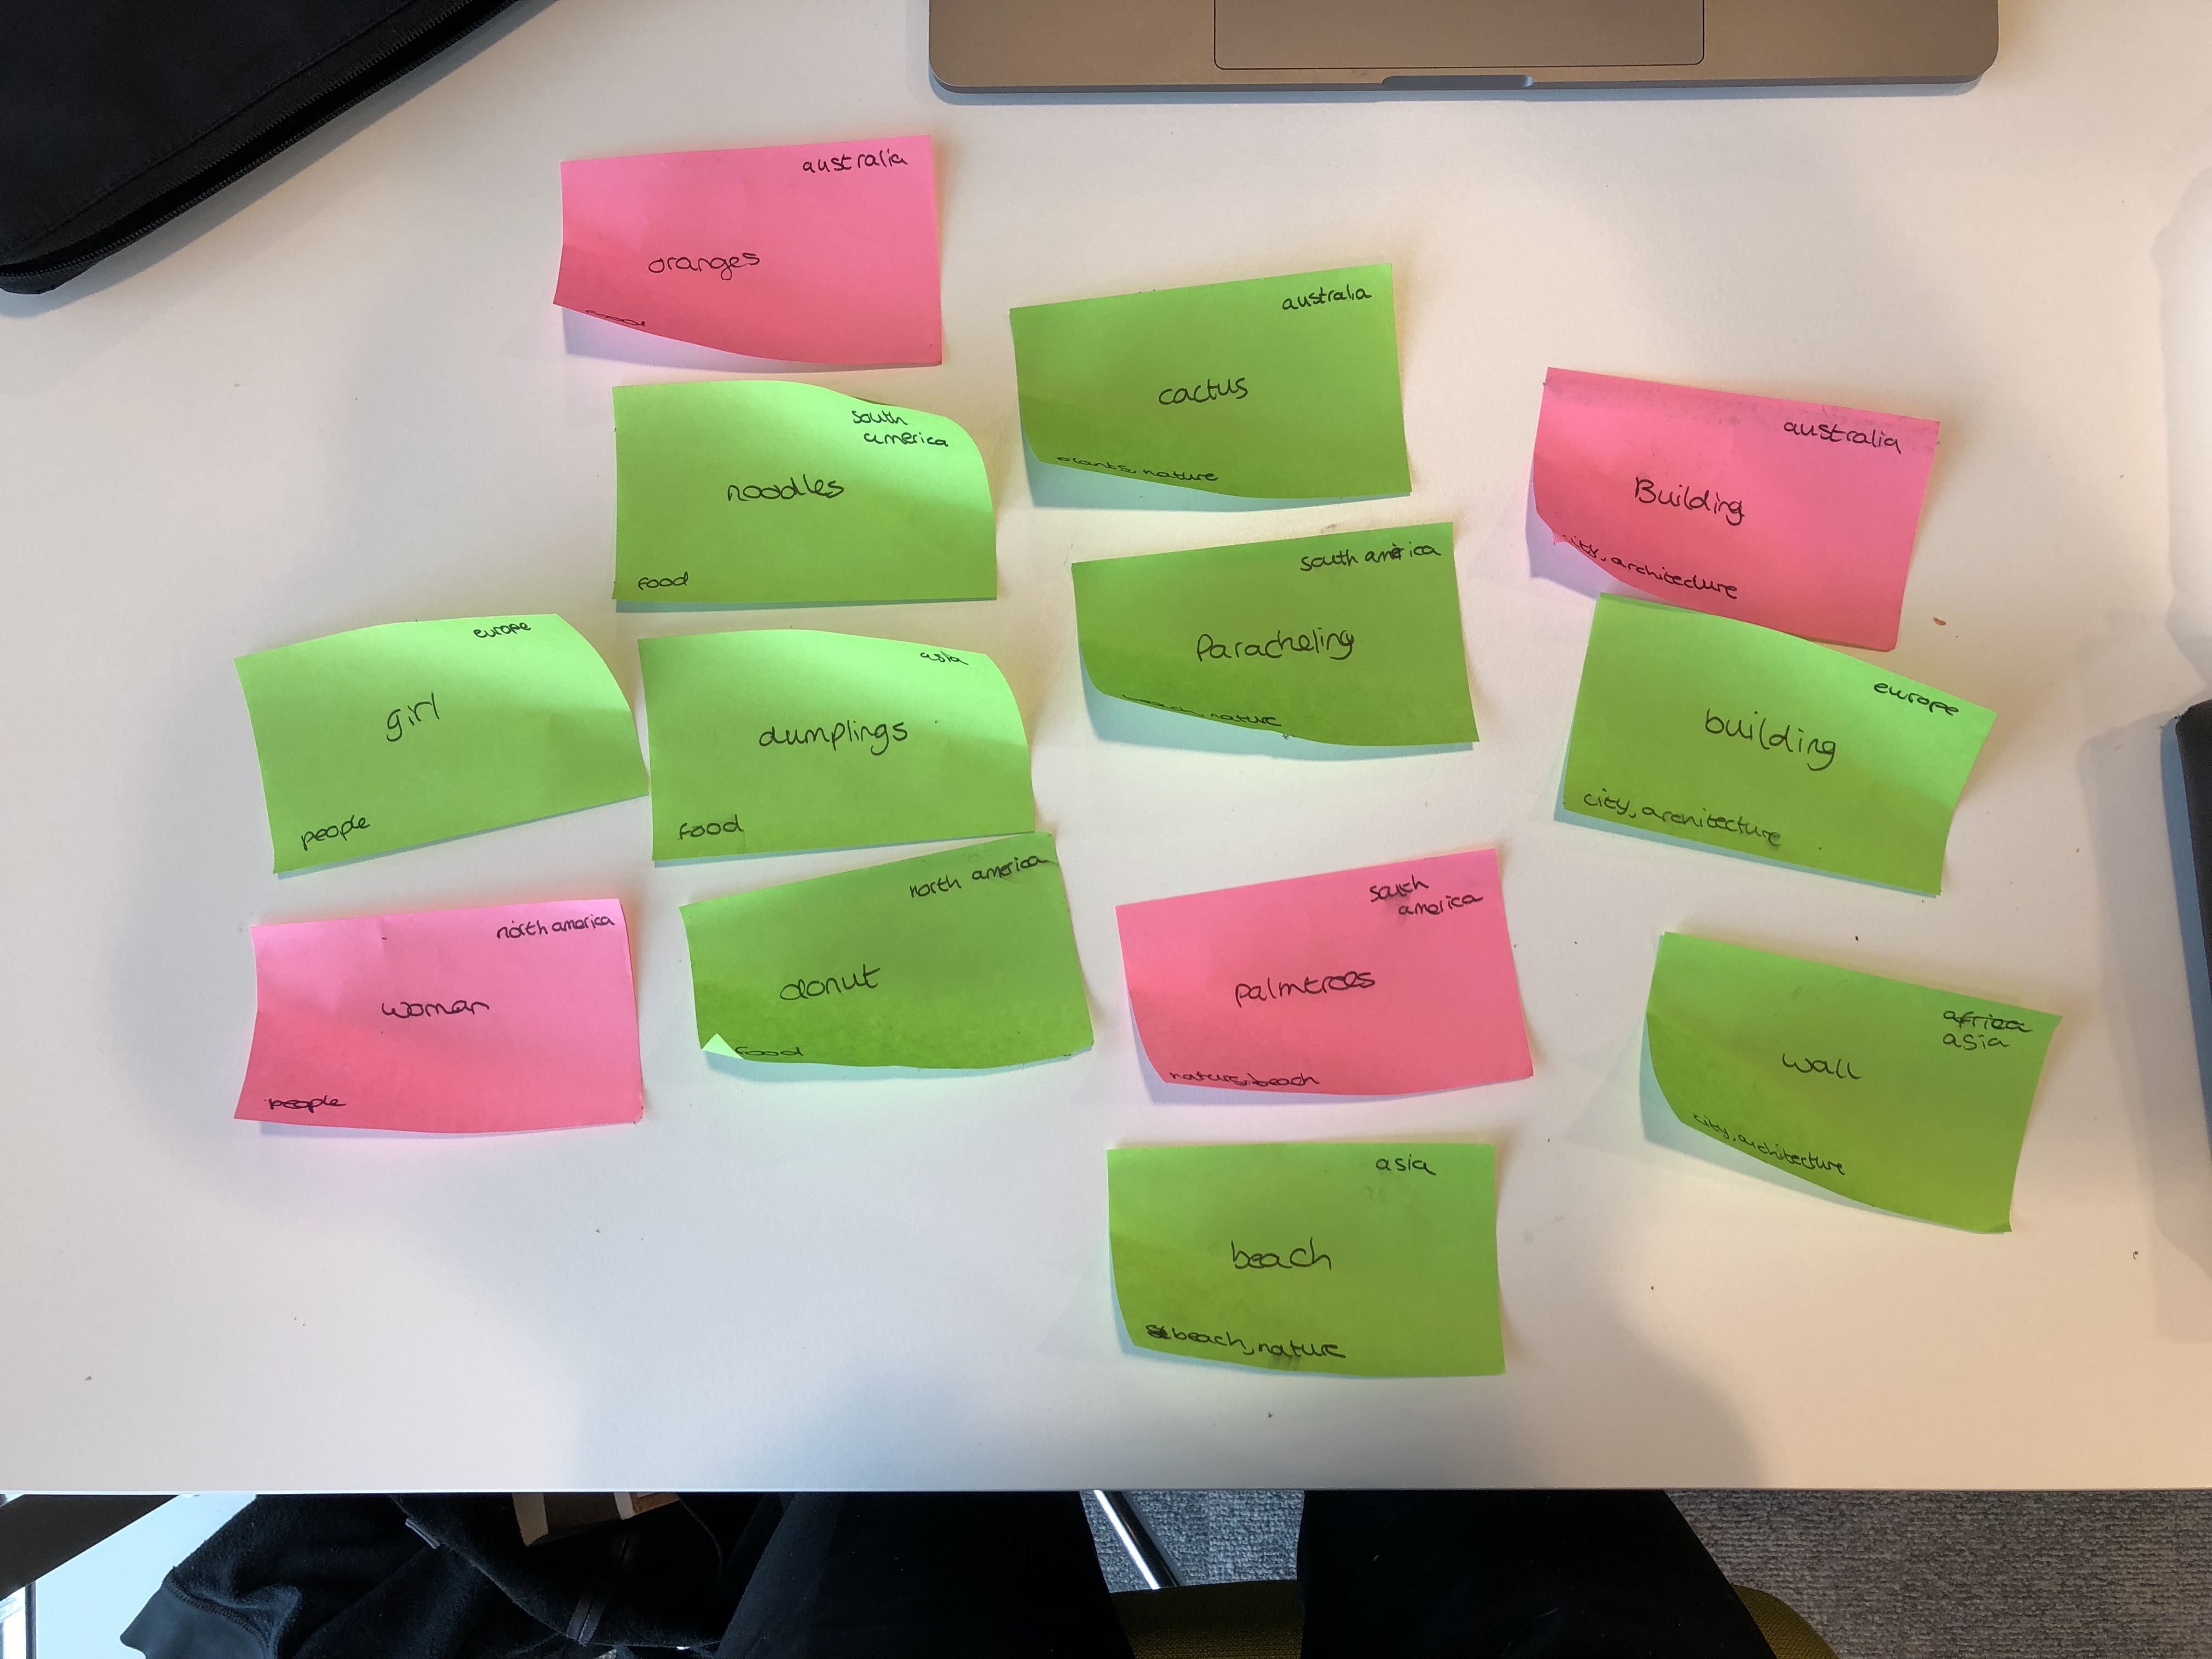 australia
oranges
food
south
america
noodles
food
australia
cactus
plants, nature
australia
Building
city, architecture
europe
girl
people
asia
dumplings
food
south america
Paracheling
beach, nature
europe
building
city, architecture
north america
woman
people
north america
donut
food
south
america
palmtrees
nature, beach
africa
asia
wall
city, architecture
asia
beach
beach, nature